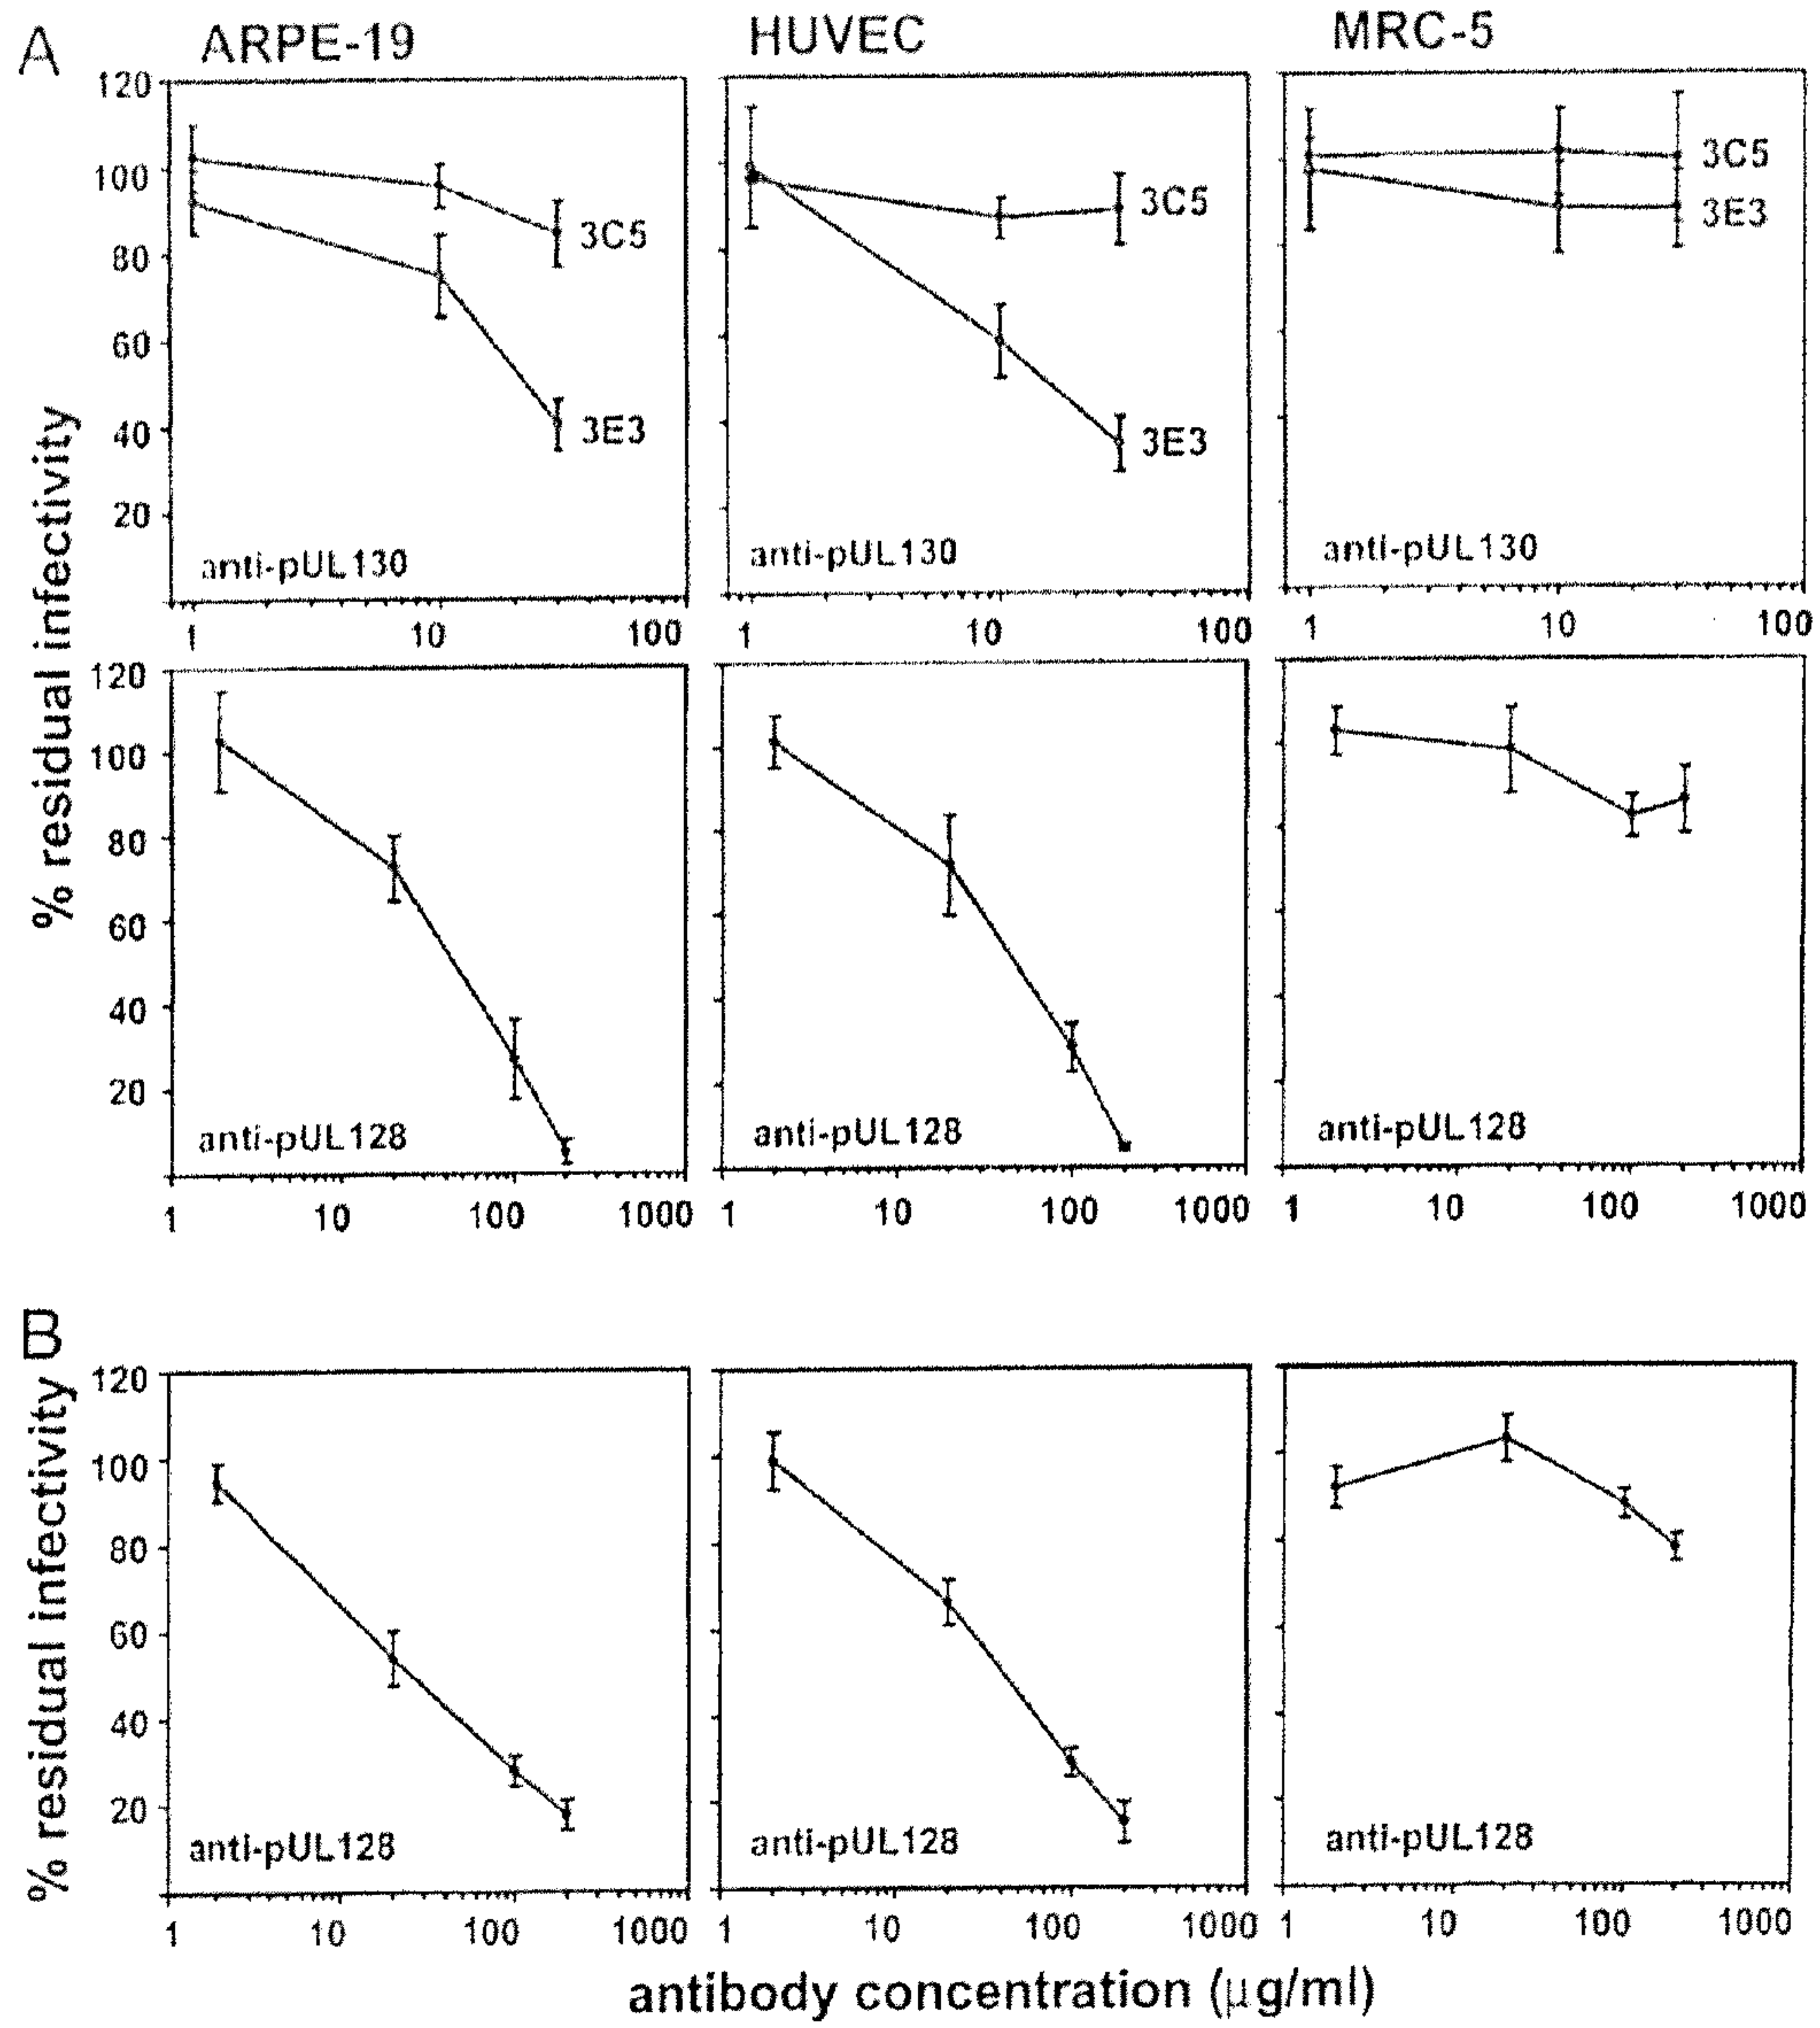 A
ARPE-19
HUVEC
MRC-5
% residual infectivity
120
100
80
60
40
20
3C5
3E3
anti-pUL130
1
10
100
3C5
3E3
anti-pUL130
1
10
100
3C5
3E3
anti-pUL130
1
10
100
120
100
80
60
40
20
anti-pUL128
1
10
100
1000
anti-pUL128
1
10
100
1000
anti-pUL128
1
10
100
1000
B
% residual infectivity
120
100
80
60
40
20
anti-pUL128
1
10
100
1000
anti-pUL128
1
10
100
1000
anti-pUL128
1
10
100
1000
antibody concentration (μg/ml)